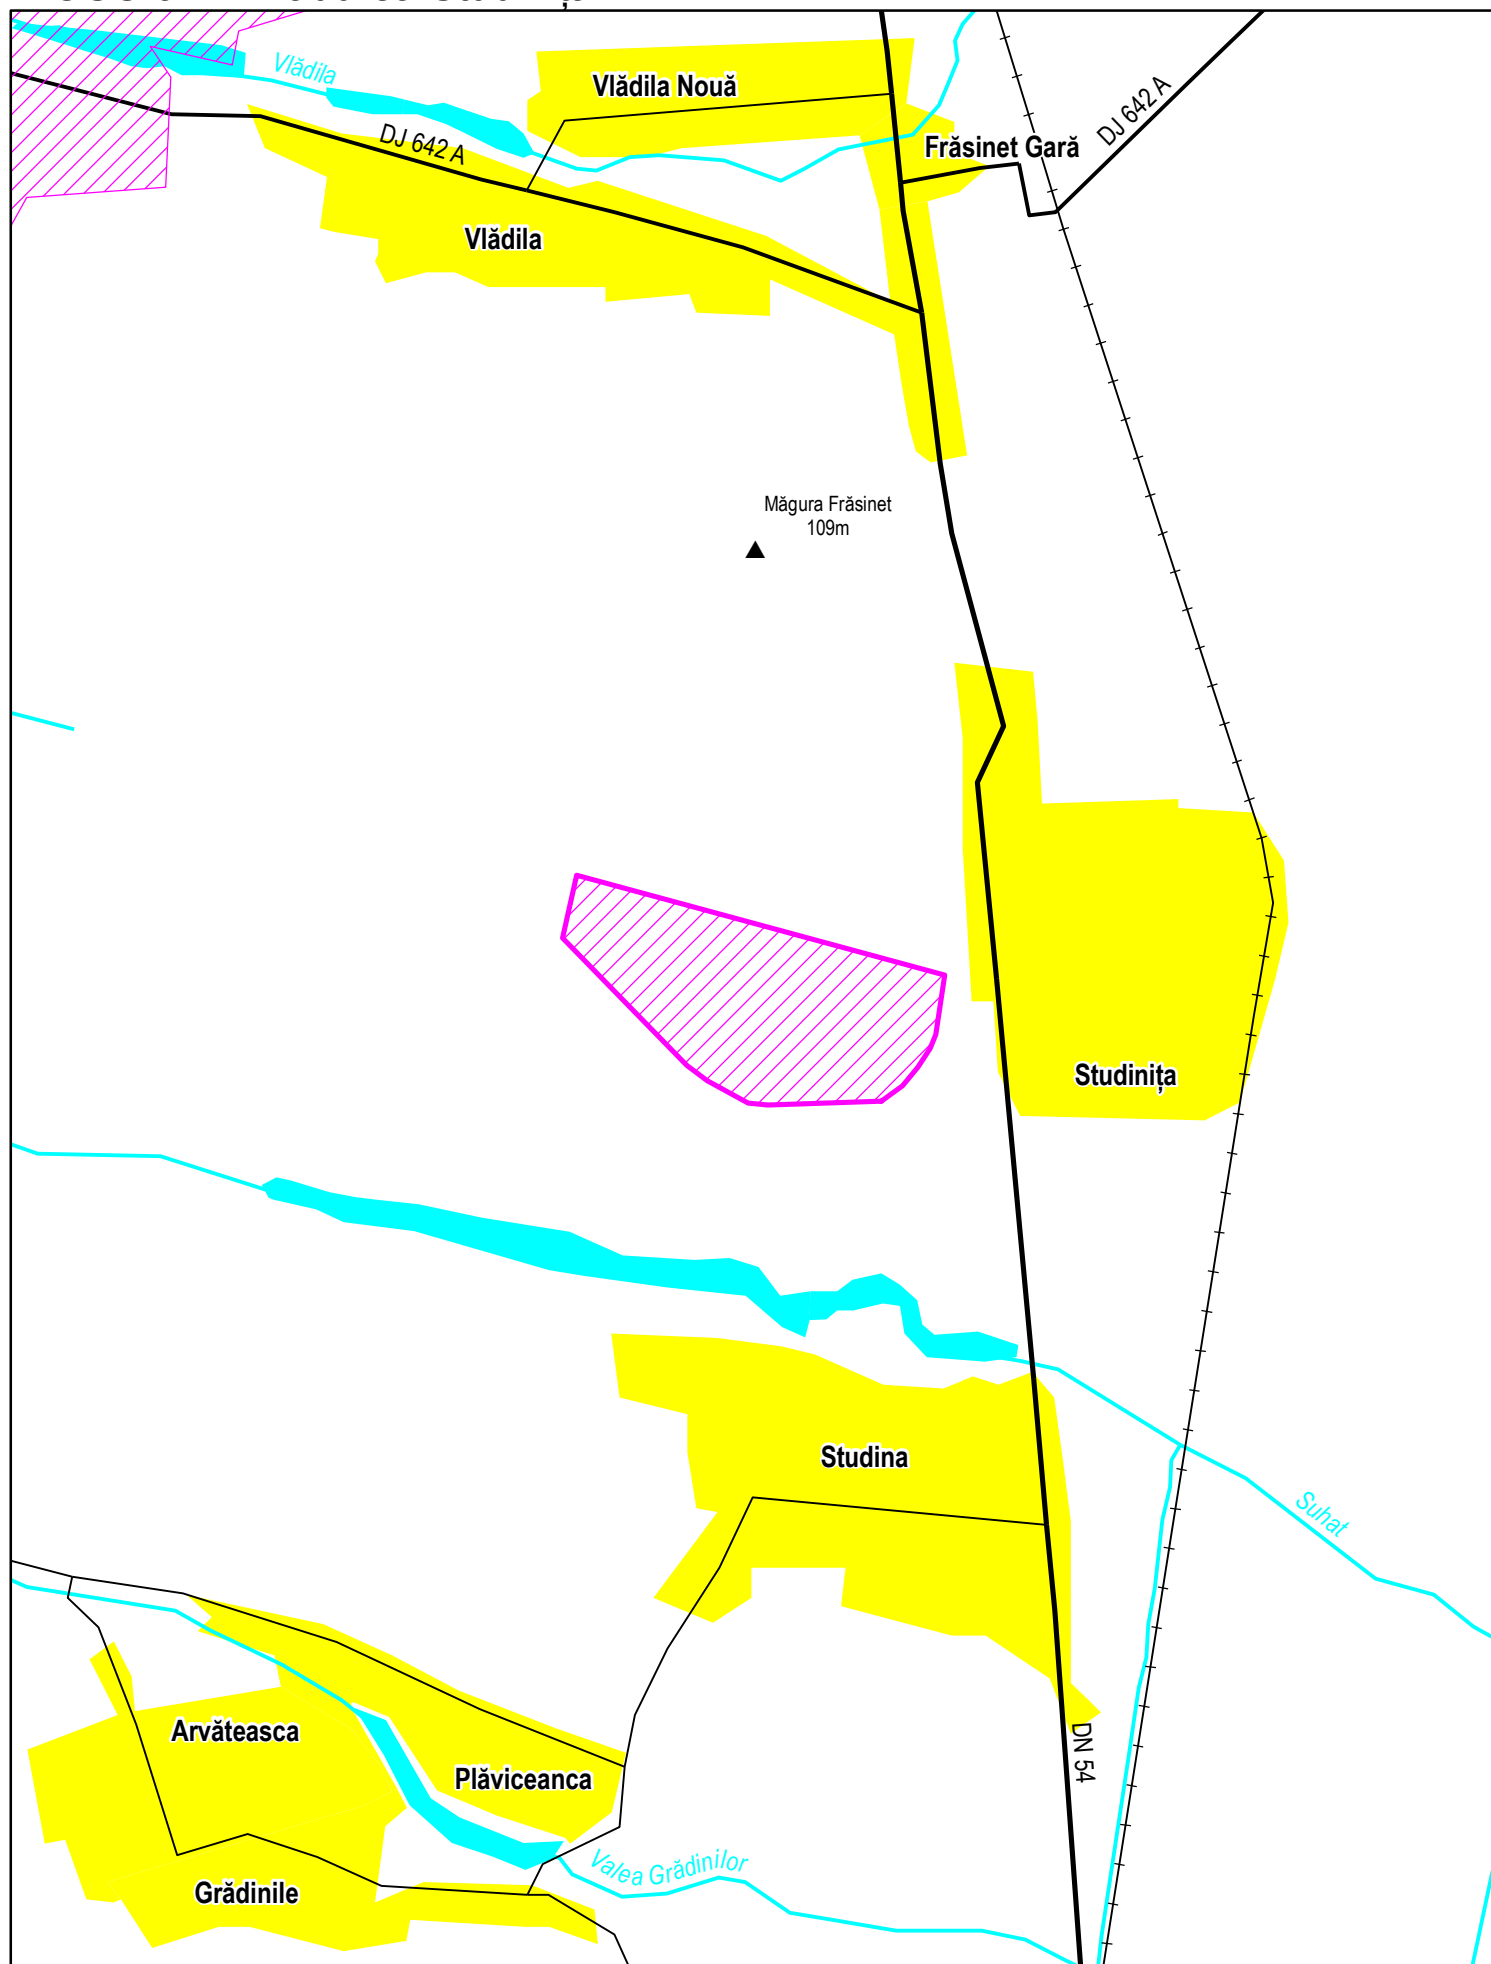 Vlădila
Vlădila Nouă
DJ 642 A
DJ 642 A
Frăsinet Gară
Vlădila
Măgura Frăsinet
109m
Studinița
Studina
Suhat
Arvăteasca
Plăviceanca
DN 54
Valea Grădinilor
Grădinile